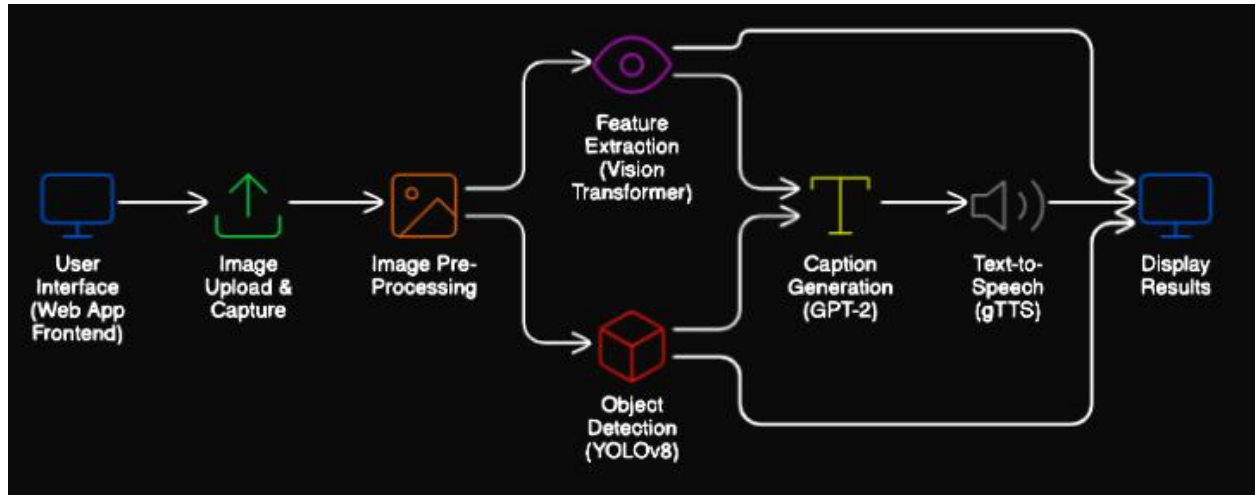 Feature
Extraction
(Vision
Transformer)
User
Interface
(Web App
Frontend)
Image
Upload &
Capture
Image Pre-
Processing
Caption
Generation
(GPT-2)
Text-to-
Speech
(gTTS)
Display
Results
Object
Detection
(YOLOv8)